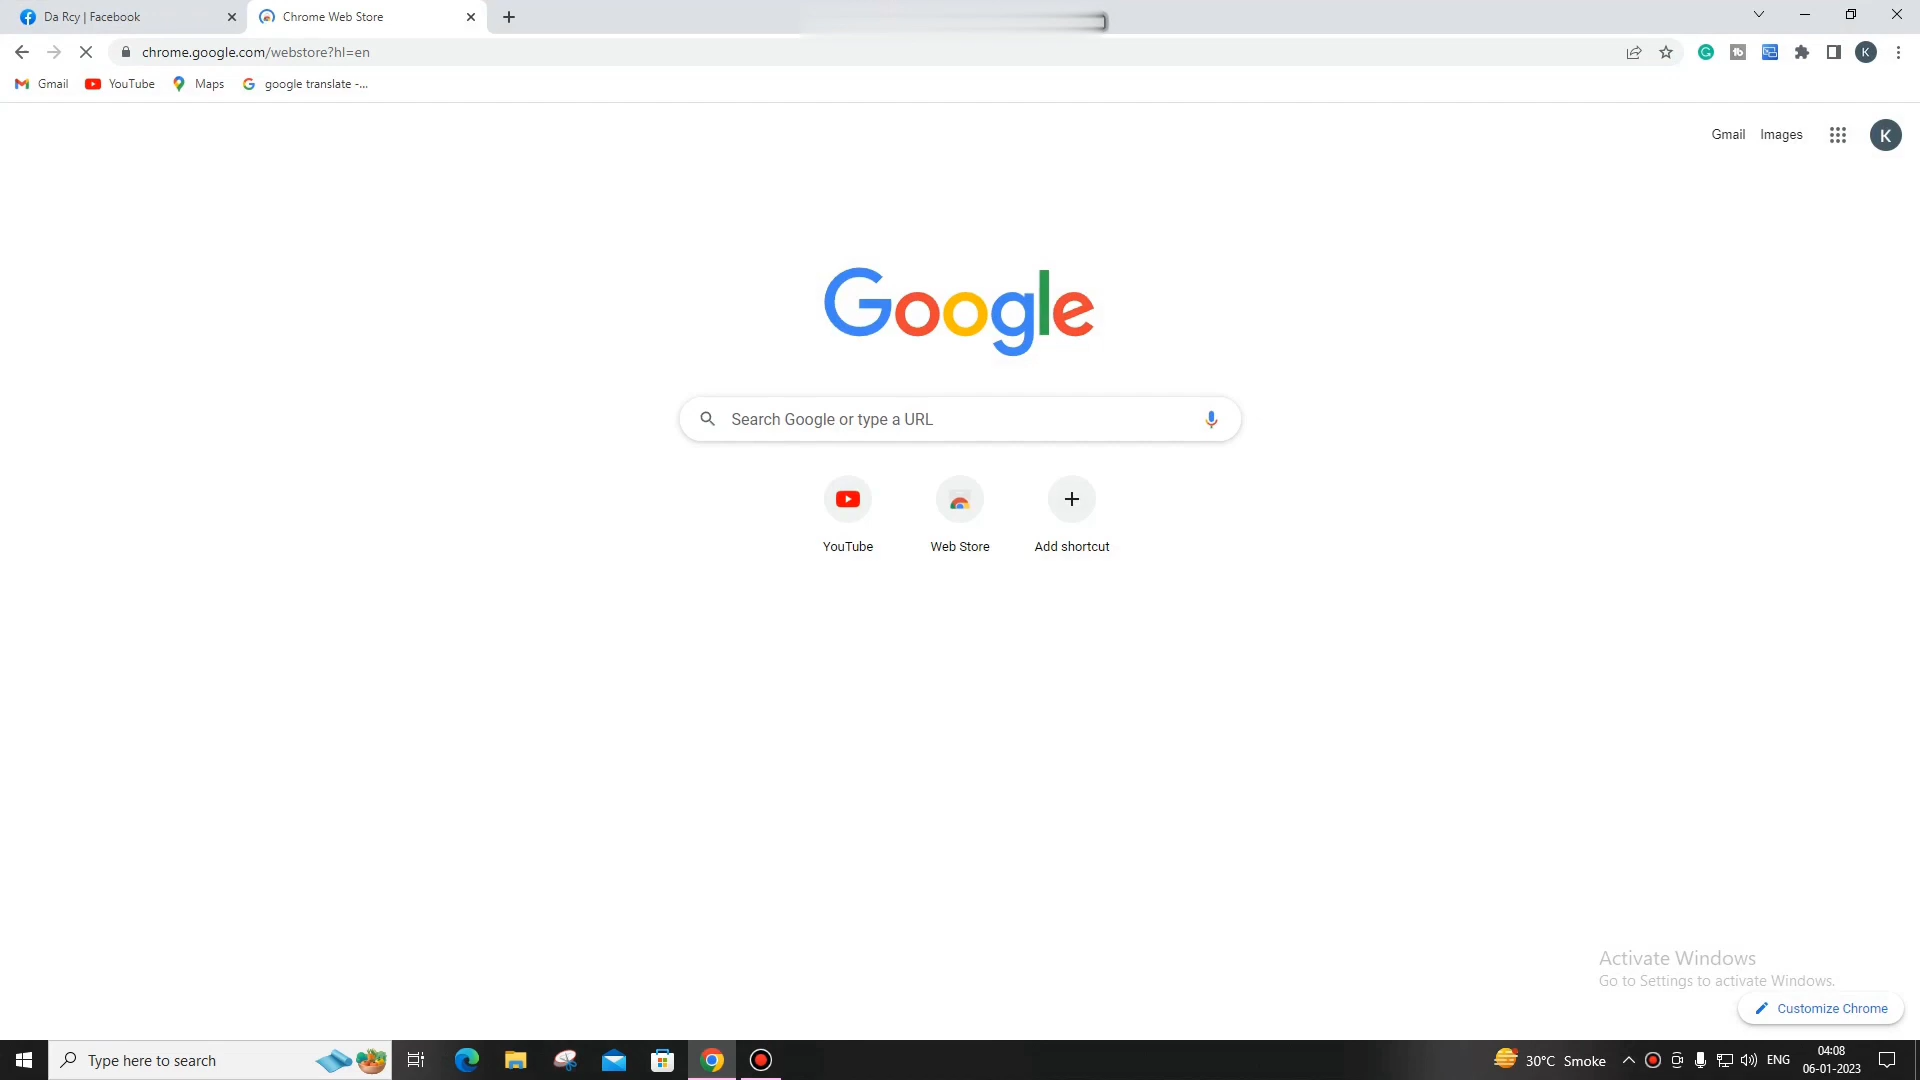 Da Rcy | Facebook
Chrome Web Store
chrome.google.com/webstore?hl=en
K
Gmail
YouTube
Maps
google translate -...
Gmail
Images
K
Google
Search Google or type a URL
YouTube
Web Store
Add shortcut
Activate Windows
Go to Settings to activate Windows.
Customize Chrome
Type here to search
30°C Smoke
ENG
04:08
06-01-2023